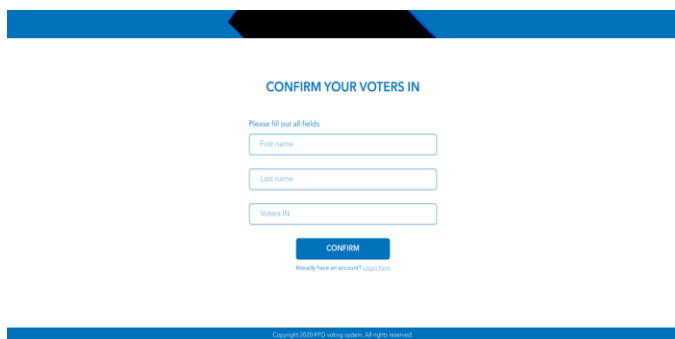 CONFIRM YOUR VOTERS IN
Please fill out all fields
First name
Last name
Voters IN
CONFIRM
Already have an account? Login here
Copyright 2020 FPO voting system. All rights reserved.